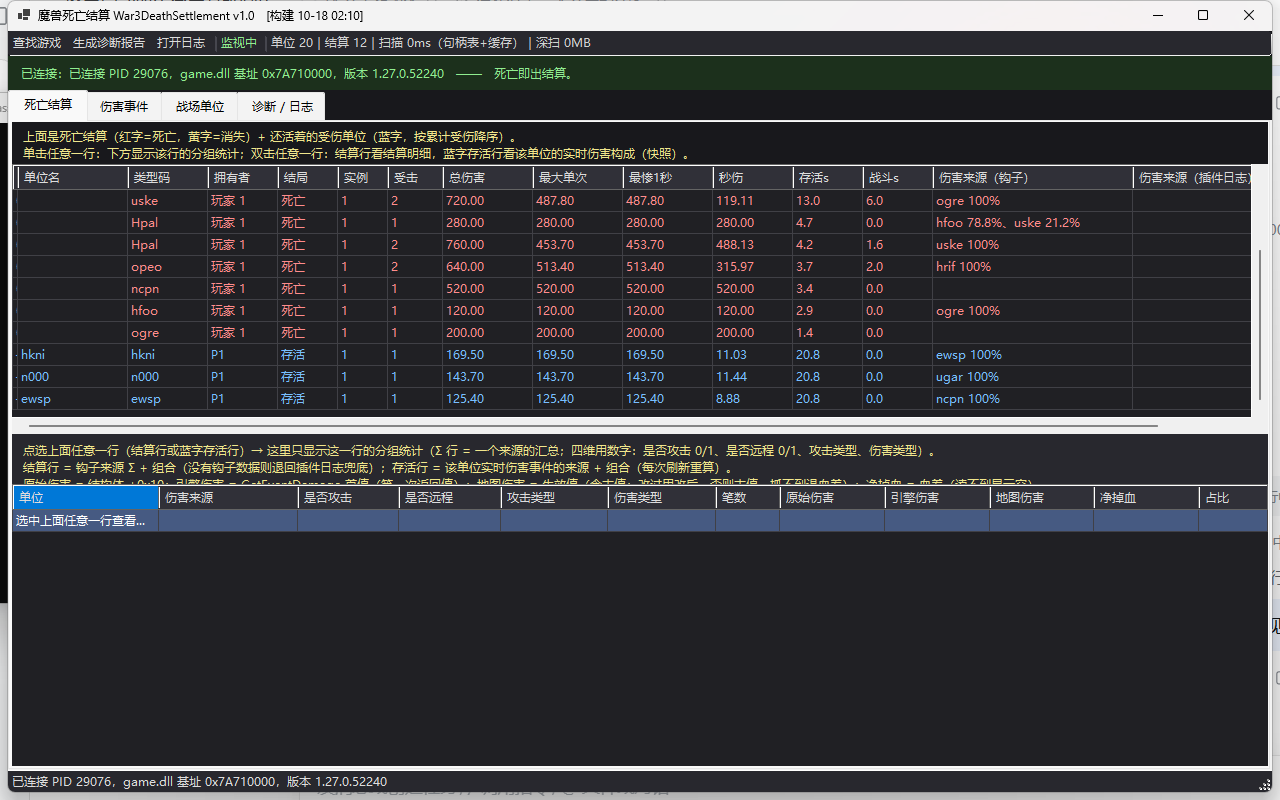 魔兽死亡结算 War3DeathSettlement v1.0 [构建 10-18 02:10]
查找游戏 生成诊断报告 打开日志 | 监视中 | 单位 20 | 结算 12 | 扫描 0ms（句柄表+缓存） | 深扫 0MB
已连接：已连接 PID 29076，game.dll 基址 0x7A710000，版本 1.27.0.52240 —— 死亡即出结算。
死亡结算 伤害事件 战场单位 诊断 / 日志
上面是死亡结算（红字=死亡，黄字=消失）+ 还活着的受伤单位（蓝字，按累计受伤降序）。
单击任意一行：下方显示该行的分组统计；双击任意一行：结算行看结算明细，蓝字存活行看该单位的实时伤害构成（快照）。
单位名 类型码 拥有者 结局 实例 受击 总伤害 最大单次 最惨1秒 秒伤 存活s 战斗s 伤害来源（钩子） 伤害来源（插件日志）
uske 玩家 1 死亡 1 2 720.00 487.80 487.80 119.11 13.0 6.0 ogre 100%
Hpal 玩家 1 死亡 1 1 280.00 280.00 280.00 280.00 4.7 0.0 hfoo 78.8%、uske 21.2%
Hpal 玩家 1 死亡 1 2 760.00 453.70 453.70 488.13 4.2 1.6 uske 100%
opeo 玩家 1 死亡 1 2 640.00 513.40 513.40 315.97 3.7 2.0 hrif 100%
ncpn 玩家 1 死亡 1 1 520.00 520.00 520.00 520.00 3.4 0.0
hfoo 玩家 1 死亡 1 1 120.00 120.00 120.00 120.00 2.9 0.0 ogre 100%
ogre 玩家 1 死亡 1 1 200.00 200.00 200.00 200.00 1.4 0.0
hkni hkni P1 存活 1 1 169.50 169.50 169.50 11.03 20.8 0.0 ewsp 100%
n000 n000 P1 存活 1 1 143.70 143.70 143.70 11.44 20.8 0.0 ugar 100%
ewsp ewsp P1 存活 1 1 125.40 125.40 125.40 8.88 20.8 0.0 ncpn 100%
点选上面任意一行（结算行或蓝字存活行）→ 这里只显示这一行的分组统计（Σ 行 = 一个来源的汇总；四维用数字：是否攻击 0/1、是否远程 0/1、攻击类型、伤害类型）。
结算行 = 钩子来源 Σ + 组合（没有钩子数据则退回插件日志兜底）；存活行 = 该单位实时伤害事件的来源 + 组合（每次刷新重算）。
单位 伤害来源 是否攻击 是否远程 攻击类型 伤害类型 笔数 原始伤害 引擎伤害 地图伤害 净掉血 占比
选中上面任意一行查看...
已连接 PID 29076，game.dll 基址 0x7A710000，版本 1.27.0.52240